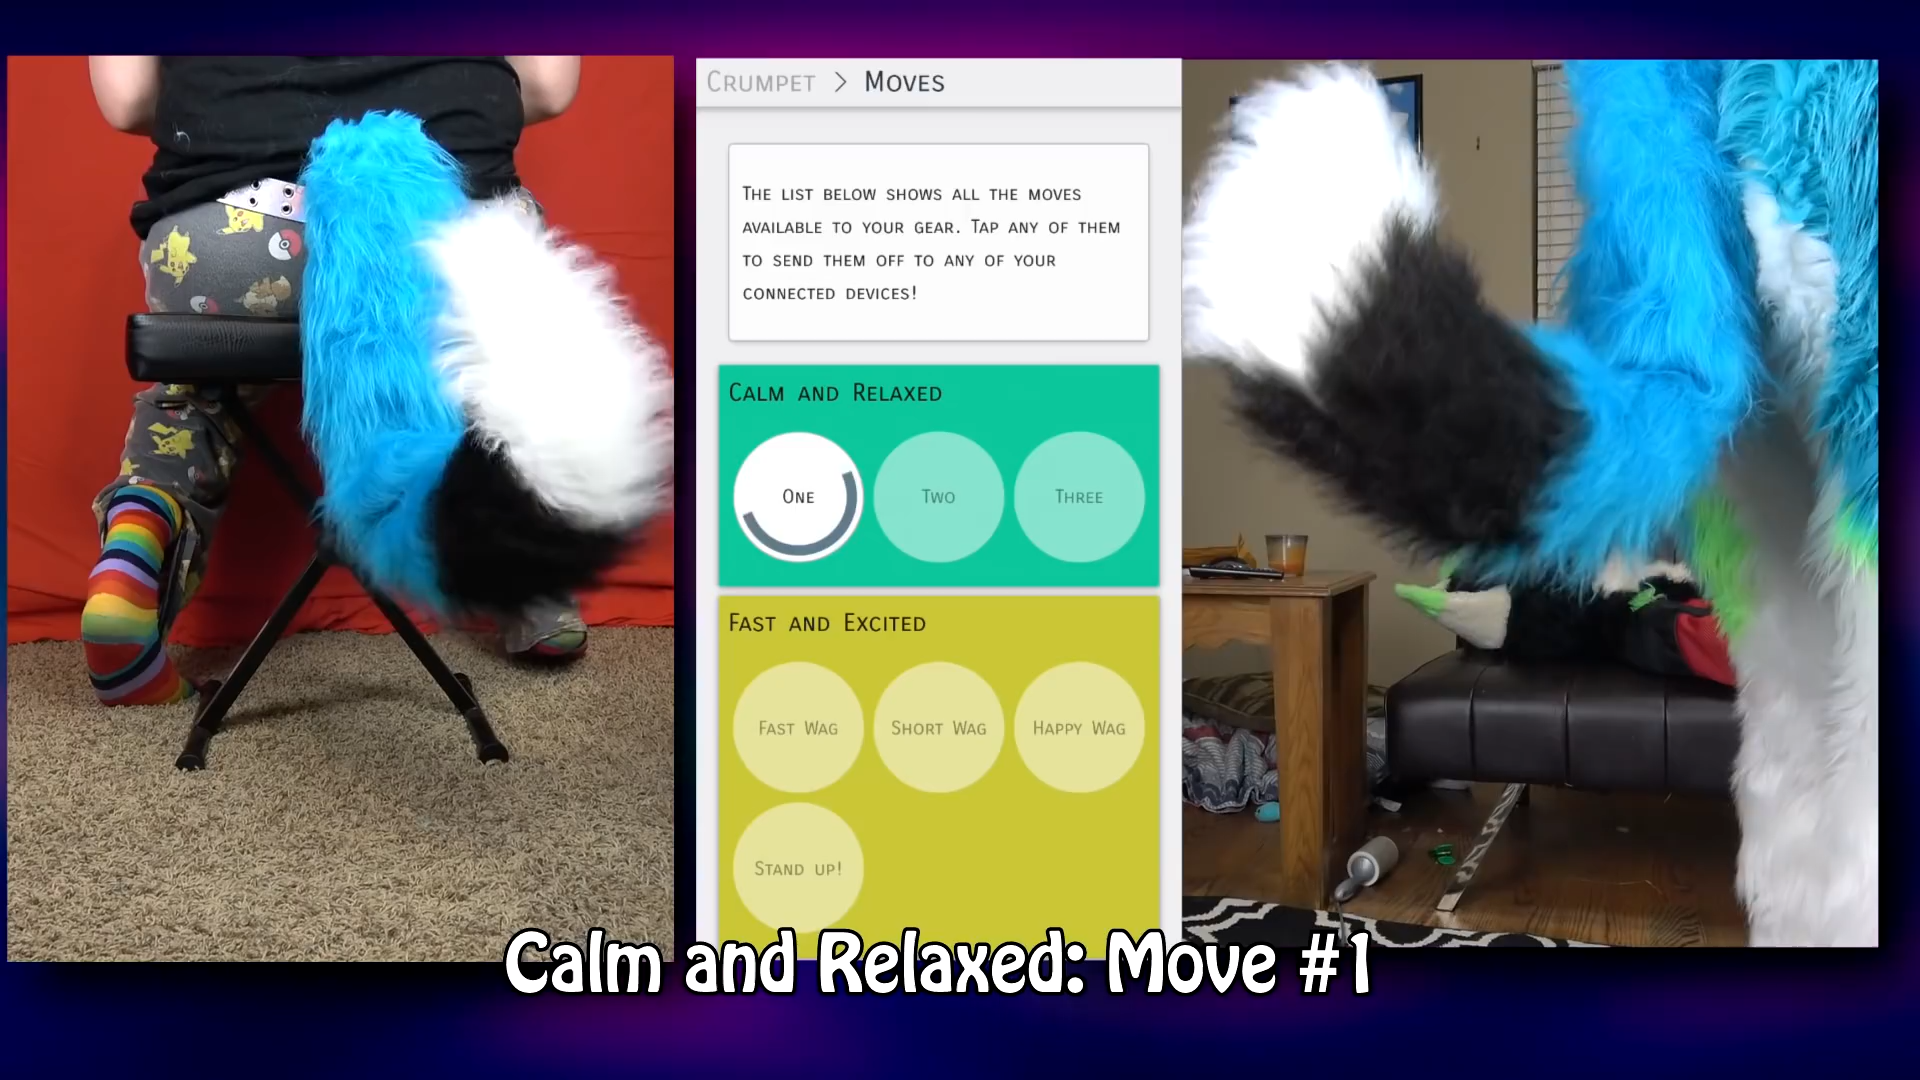 Crumpet > Moves
The list below shows all the moves
available to your gear. Tap any of them
to send them off to any of your
connected devices!
Calm and Relaxed
One
Two
Three
Fast and Excited
Fast Wag
Short Wag
Happy Wag
Stand up!
Calm and Relaxed: Move #1